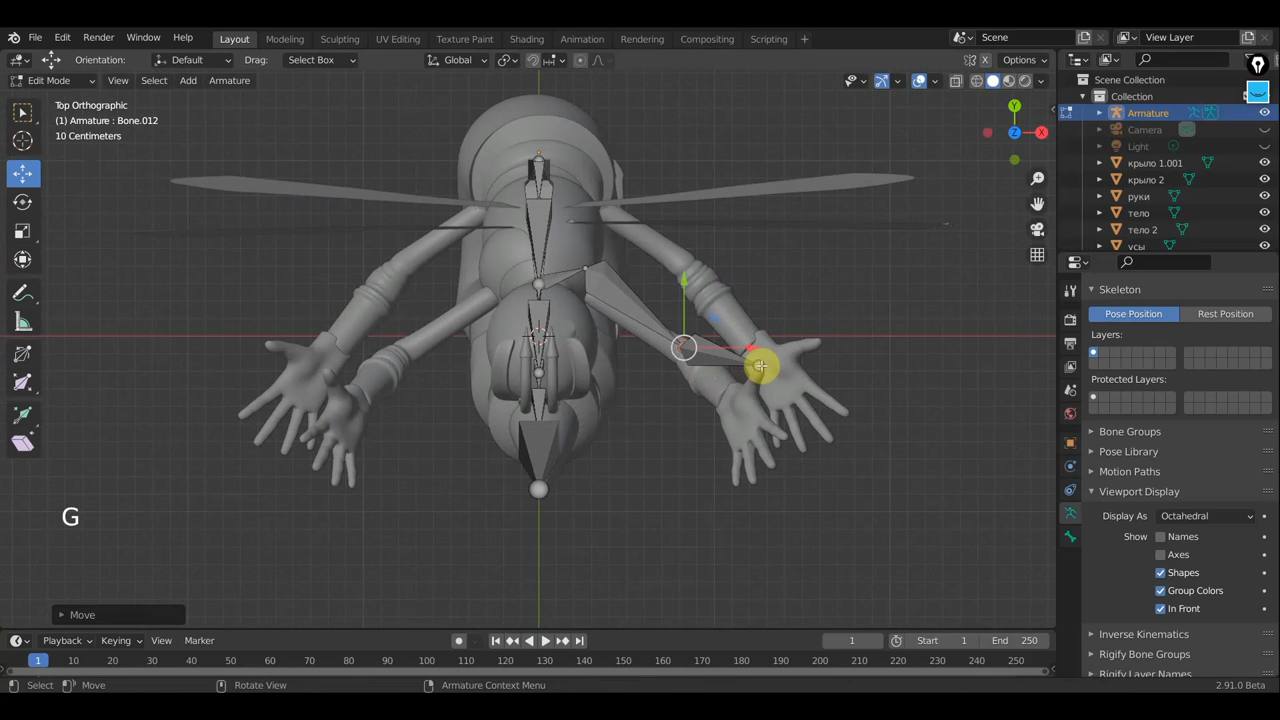 File Edit Render Window Help Layout Modeling Sculpting UV Editing Texture Paint Shading Animation Rendering Compositing Scripting + Scene View Layer
Orientation: Default Drag: Select Box Global X Options
Edit Mode View Select Add Armature
Top Orthographic
(1) Armature : Bone.012
10 Centimeters
Y
Z
X
G
Move
Scene Collection
Collection
Armature
Camera
Light
крыло 1.001
крыло 2
руки
тело
тело 2
усы
Skeleton
Pose Position Rest Position
Layers:
Protected Layers:
Bone Groups
Pose Library
Motion Paths
Viewport Display
Display As Octahedral
Show Names
Axes
Shapes
Group Colors
In Front
Inverse Kinematics
Rigify Bone Groups
Rigify Layer Names
Playback Keying View Marker 1 Start 1 End 250
1 10 20 30 40 50 60 70 80 90 100 110 120 130 140 150 160 170 180 190 200 210 220 230 240 250
Select Move Rotate View Armature Context Menu 2.91.0 Beta